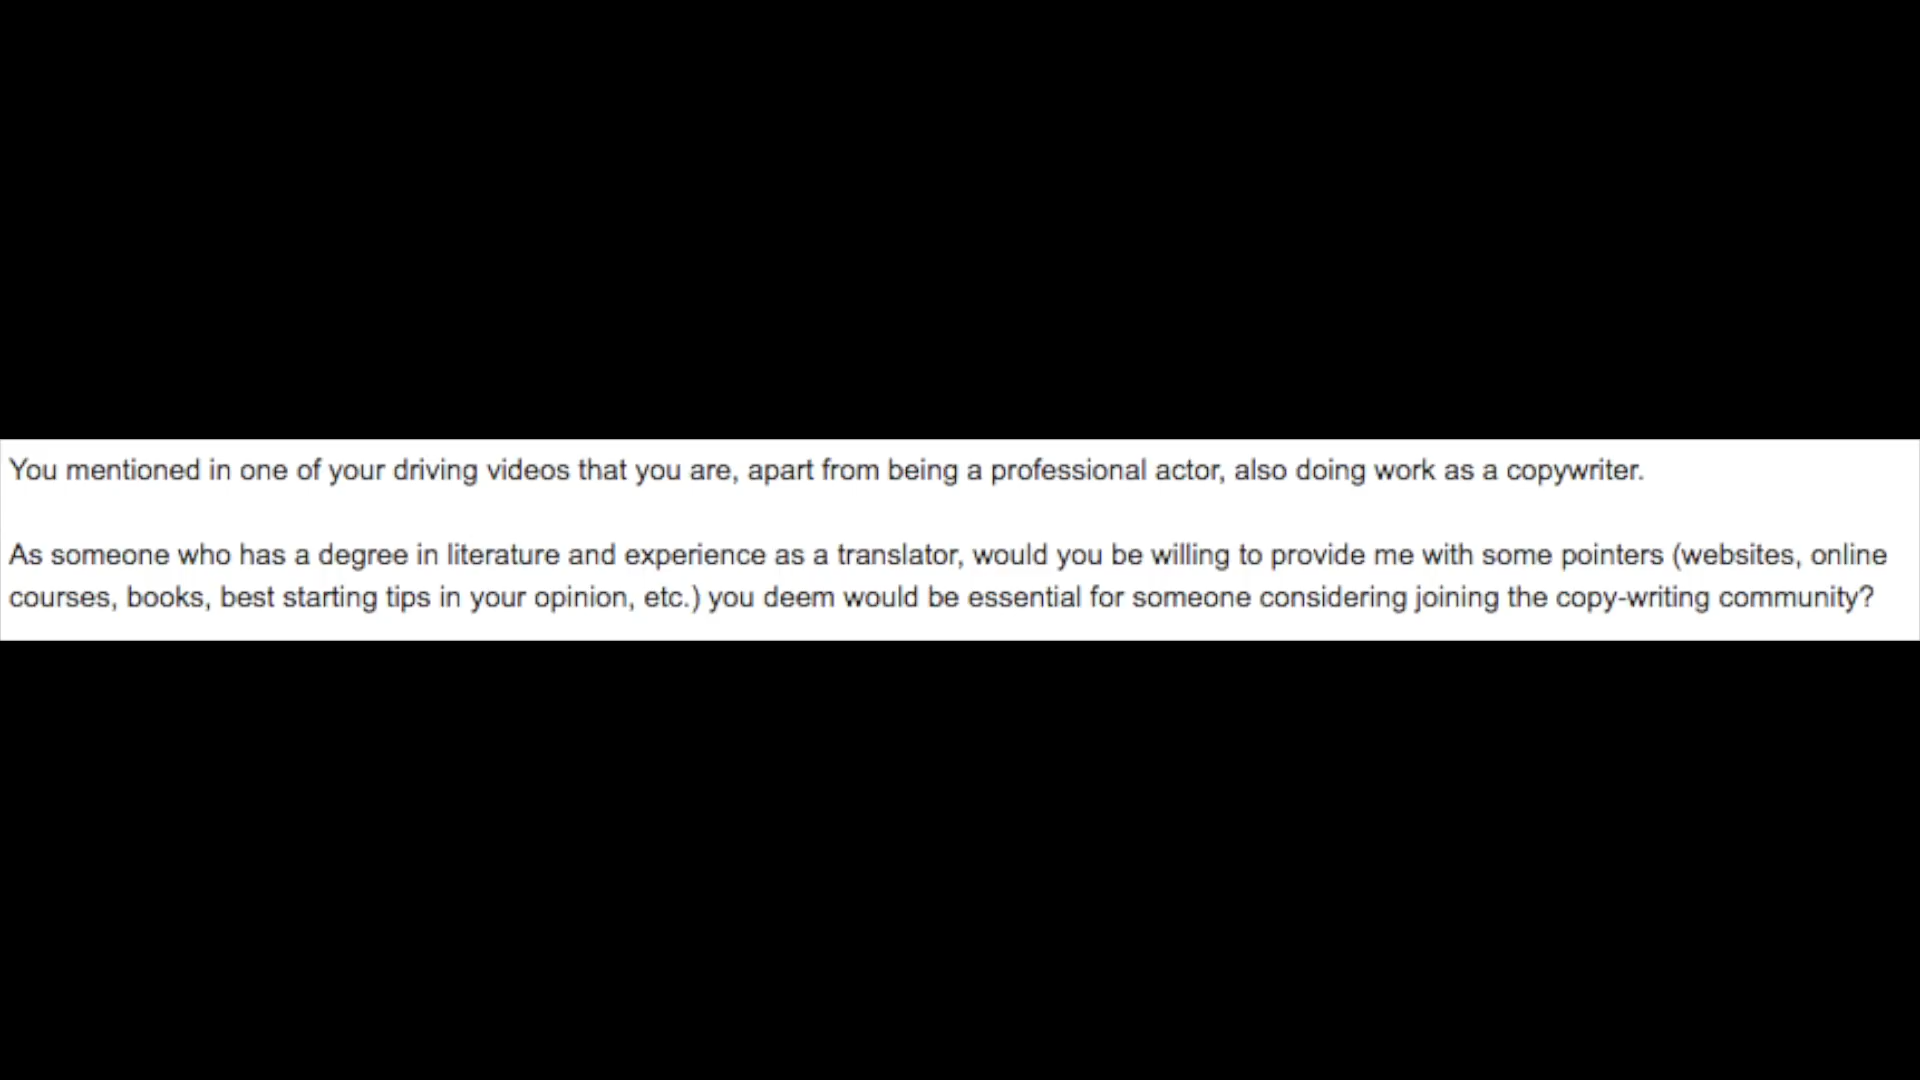 You mentioned in one of your driving videos that you are, apart from being a professional actor, also doing work as a copywriter.
As someone who has a degree in literature and experience as a translator, would you be willing to provide me with some pointers (websites, online
courses, books, best starting tips in your opinion, etc.) you deem would be essential for someone considering joining the copy-writing community?